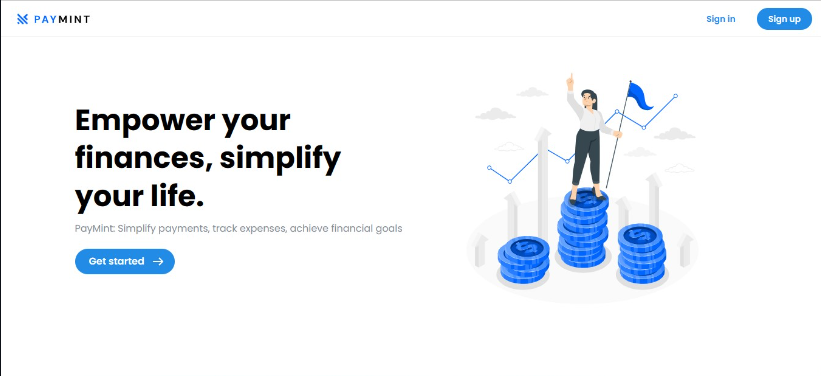 PAYMINT
Sign in
Sign up
Empower your
finances, simplify
your life.
PayMint: Simplify payments, track expenses, achieve financial goals
Get started